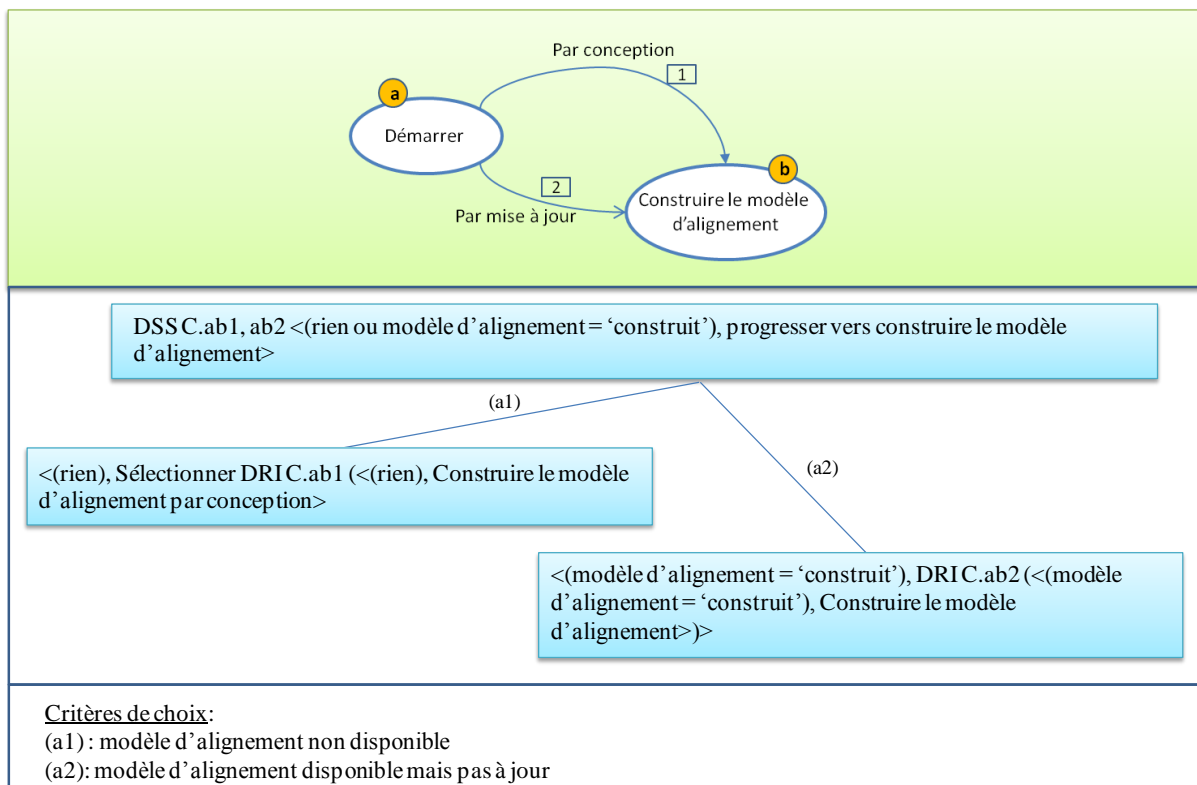 Par conception
1
a
Démarrer
b
2
Construire le modèle
d’alignement
Par mise à jour
DSS C.ab1, ab2 <(rien ou modèle d’alignement = ‘construit’), progresser vers construire le modèle
d’alignement>
(a1)
<(rien), Sélectionner DRI C.ab1 (<(rien), Construire le modèle
d’alignement par conception>
(a2)
<(modèle d’alignement = ‘construit’), DRI C.ab2 (<(modèle
d’alignement = ‘construit’), Construire le modèle
d’alignement>)>
Critères de choix:
(a1) : modèle d’alignement non disponible
(a2): modèle d’alignement disponible mais pas à jour